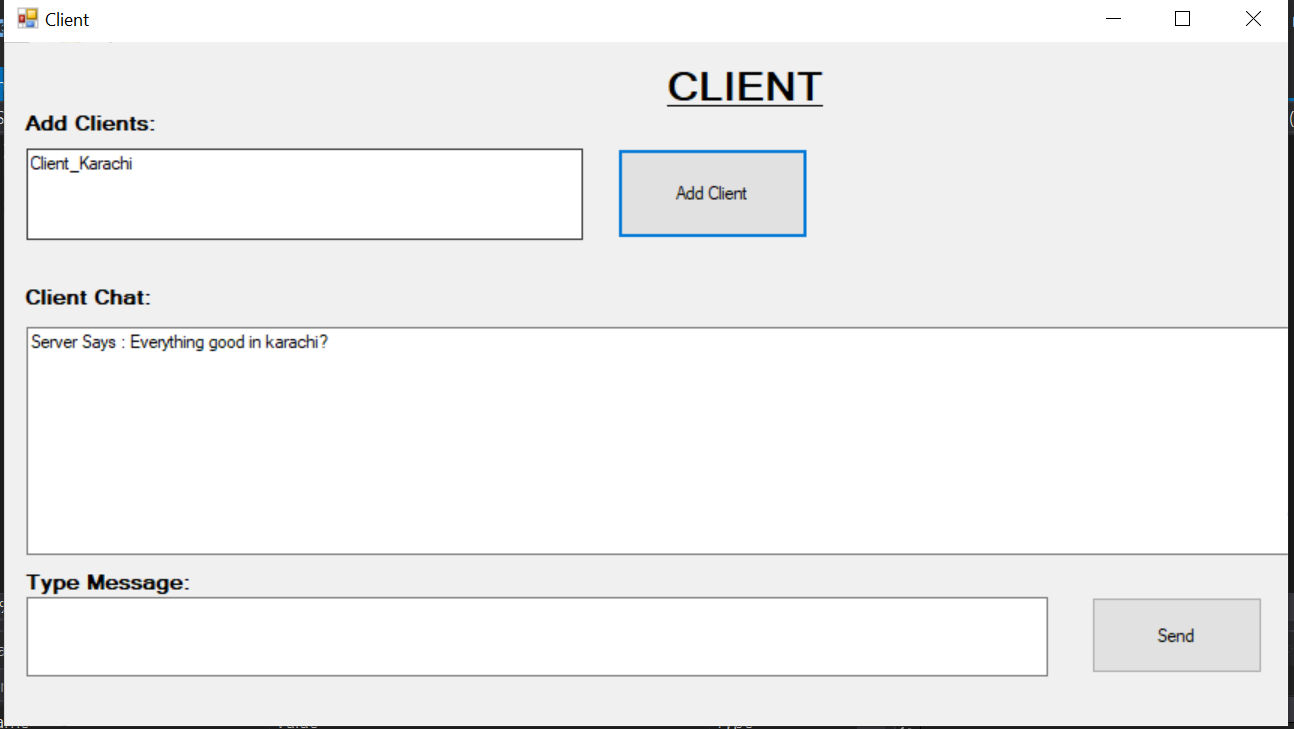 Client
CLIENT
Add Clients:
Client_Karachi
Add Client
Client Chat:
Server Says : Everything good in karachi?
Type Message:
Send